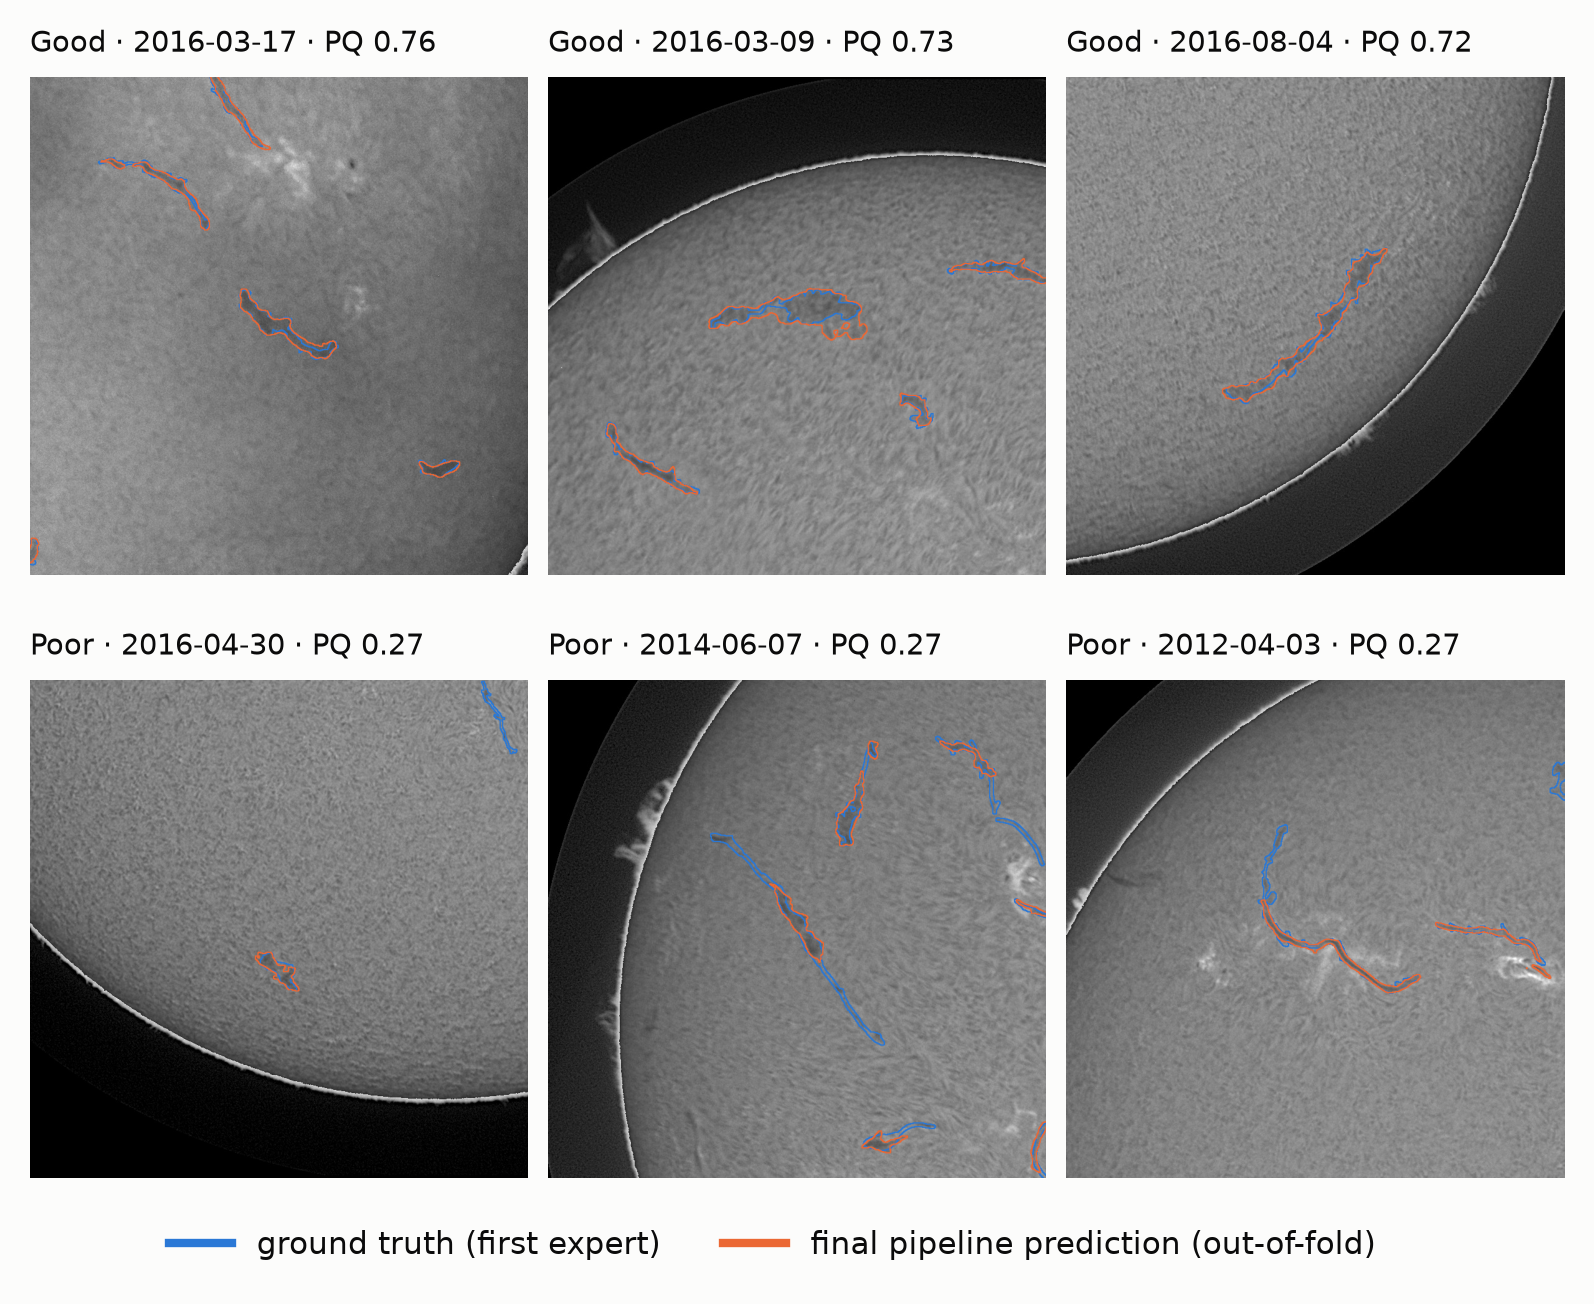 Good · 2016-03-17 · PQ 0.76
Good · 2016-03-09 · PQ 0.73
Good · 2016-08-04 · PQ 0.72
Poor · 2016-04-30 · PQ 0.27
Poor · 2014-06-07 · PQ 0.27
Poor · 2012-04-03 · PQ 0.27
ground truth (first expert)
final pipeline prediction (out-of-fold)